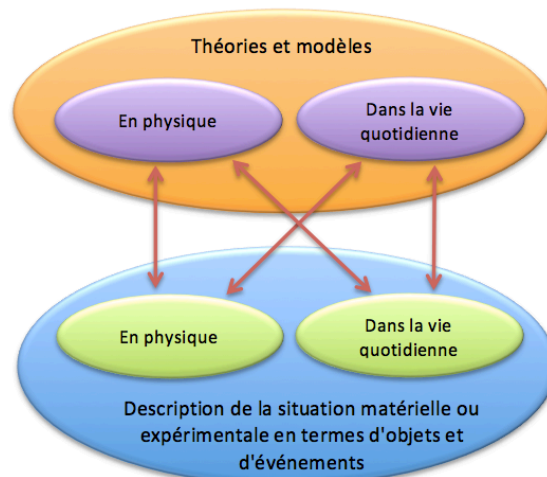 Théories et modèles
En physique
Dans la vie
quotidienne
En physique
Dans la vie
quotidienne
Description de la situation matérielle ou
expérimentale en termes d'objets et
d'événements